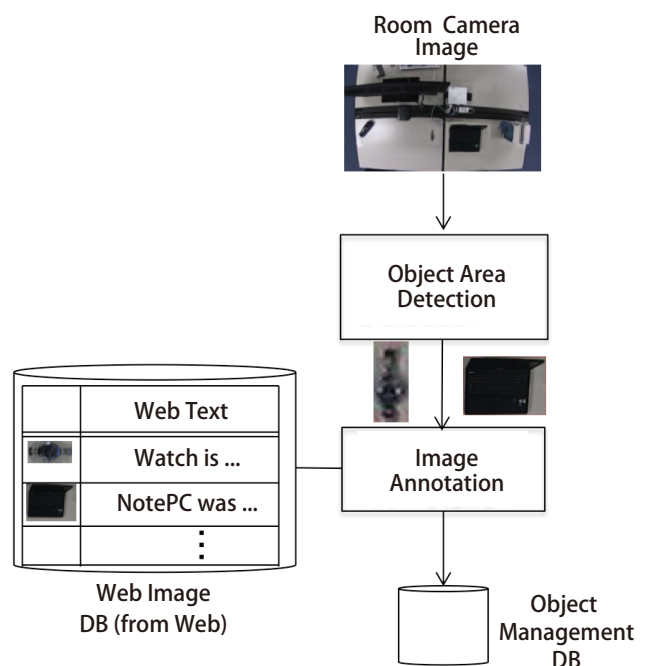 Room Camera
Image
Object Area
Detection
Web Text
Watch is ...
NotePC was ...
Image
Annotation
Web Image
DB (from Web)
Object
Management
DB